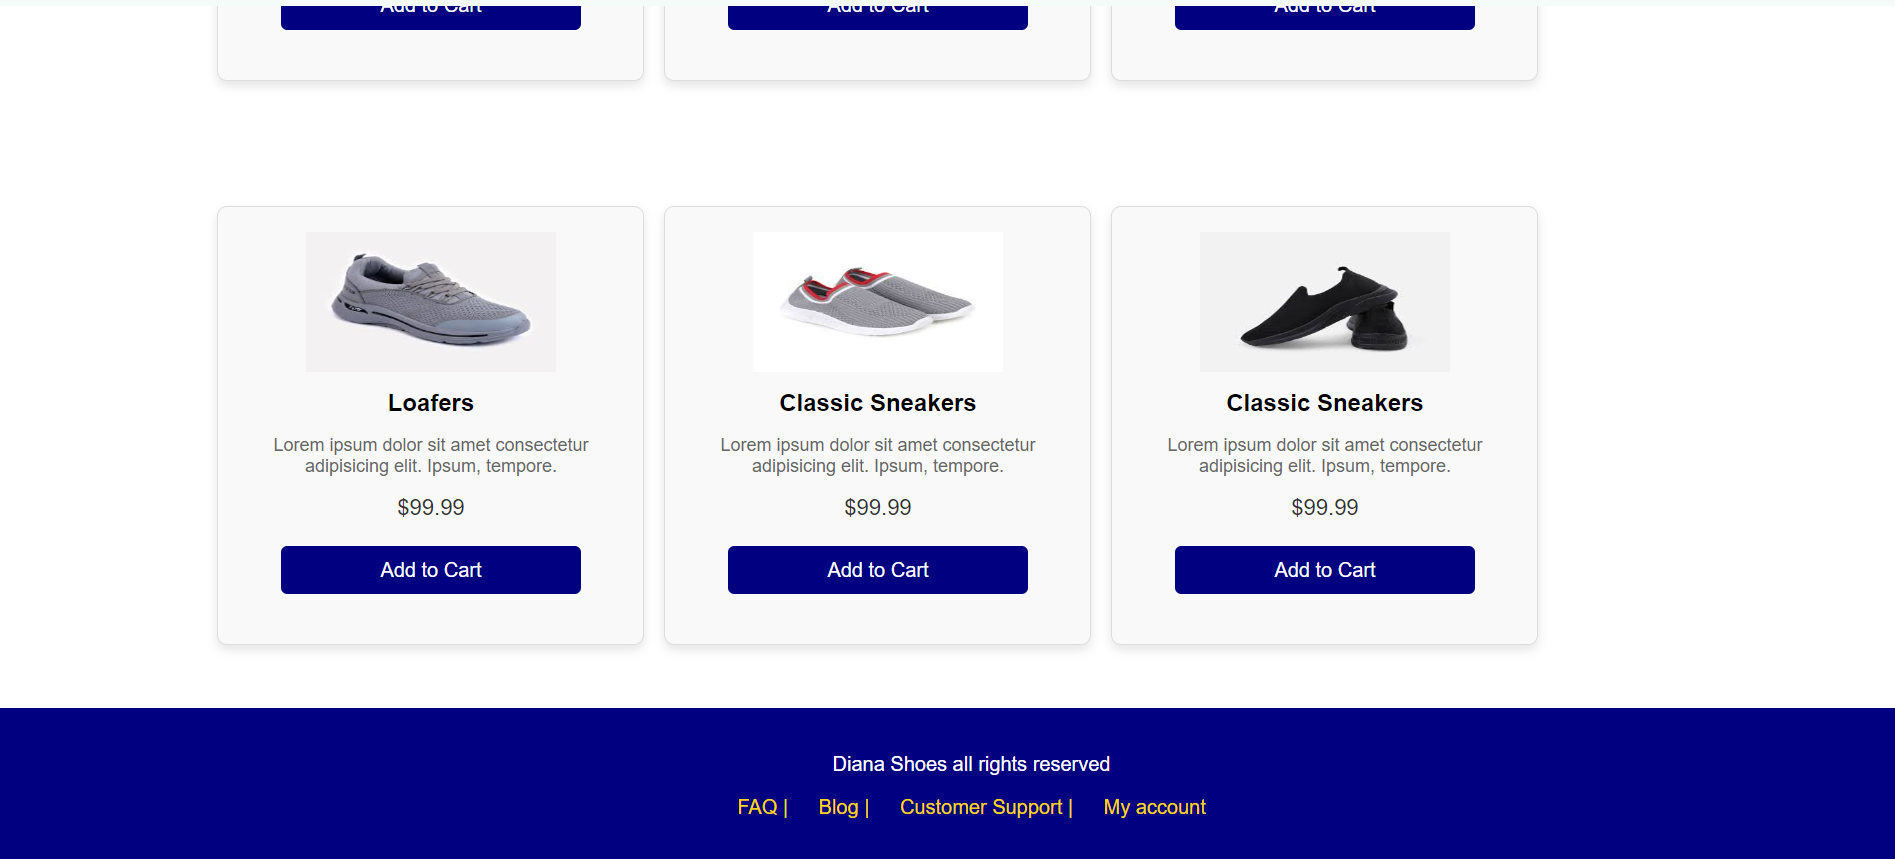 Add to Cart
Add to Cart
Add to Cart
Loafers
Lorem ipsum dolor sit amet consectetur
adipisicing elit. Ipsum, tempore.
$99.99
Add to Cart
Classic Sneakers
Lorem ipsum dolor sit amet consectetur
adipisicing elit. Ipsum, tempore.
$99.99
Add to Cart
Classic Sneakers
Lorem ipsum dolor sit amet consectetur
adipisicing elit. Ipsum, tempore.
$99.99
Add to Cart
Diana Shoes all rights reserved
FAQ | Blog | Customer Support | My account